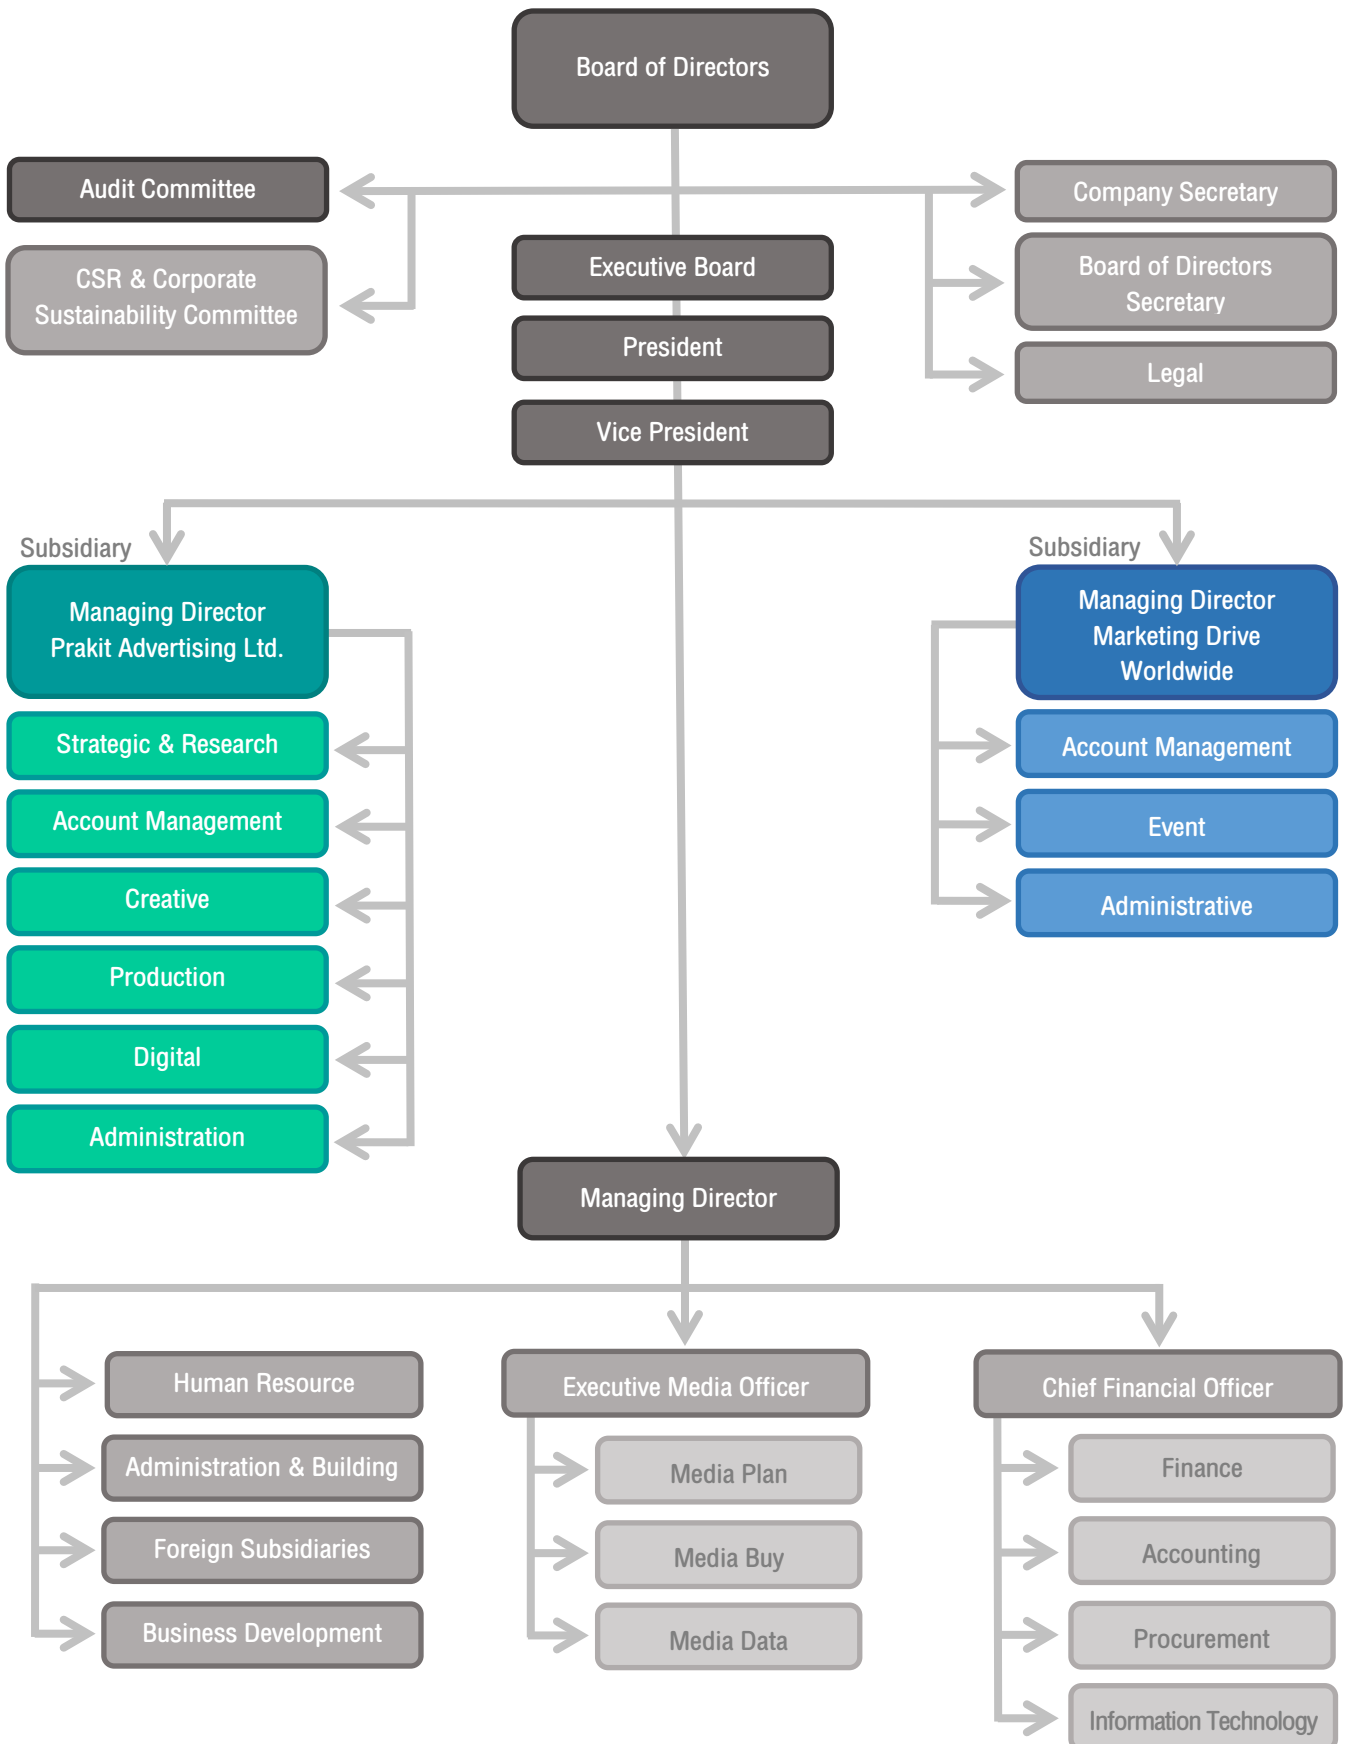 Board of Directors
Audit Committee
CSR & Corporate
Sustainability Committee
Company Secretary
Board of Directors
Secretary
Legal
Executive Board
President
Vice President
Subsidiary
Managing Director
Prakit Advertising Ltd.
Strategic & Research
Account Management
Creative
Production
Digital
Administration
Subsidiary
Managing Director
Marketing Drive
Worldwide
Account Management
Event
Administrative
Managing Director
Human Resource
Administration & Building
Foreign Subsidiaries
Business Development
Executive Media Officer
Media Plan
Media Buy
Media Data
Chief Financial Officer
Finance
Accounting
Procurement
Information Technology